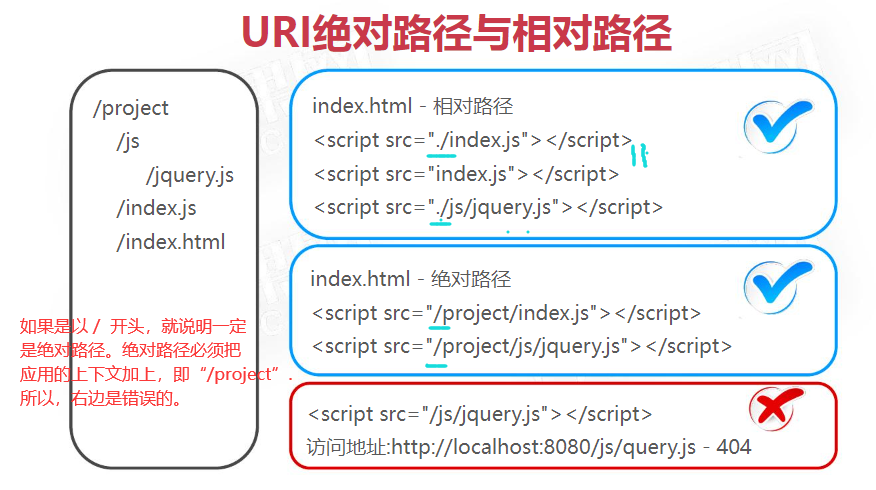 URI绝对路径与相对路径
/project
/js
/jquery.js
/index.js
/index.html
如果是以 / 开头，就说明一定
是绝对路径。绝对路径必须把
应用的上下文加上，即“/project”.
所以，右边是错误的。
index.html - 相对路径
<script src="./index.js"></script>
<script src="index.js"></script>
<script src="./js/jquery.js"></script>
index.html - 绝对路径
<script src="/project/index.js"></script>
<script src="/project/js/jquery.js"></script>
<script src="/js/jquery.js"></script>
访问地址:http://localhost:8080/js/query.js - 404